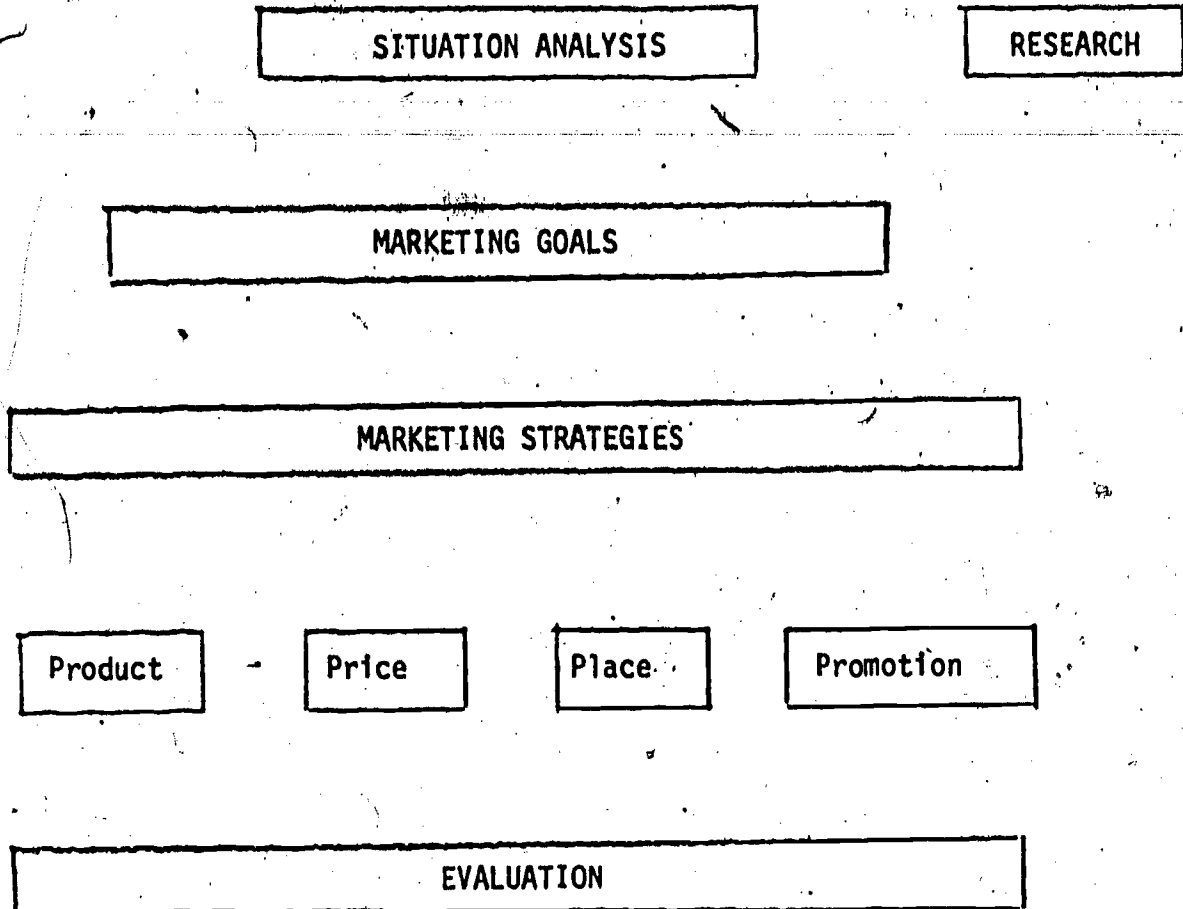 SITUATION ANALYSIS RESEARCH
MARKETING GOALS
MARKETING STRATEGIES
Product Price Place Promotion
EVALUATION